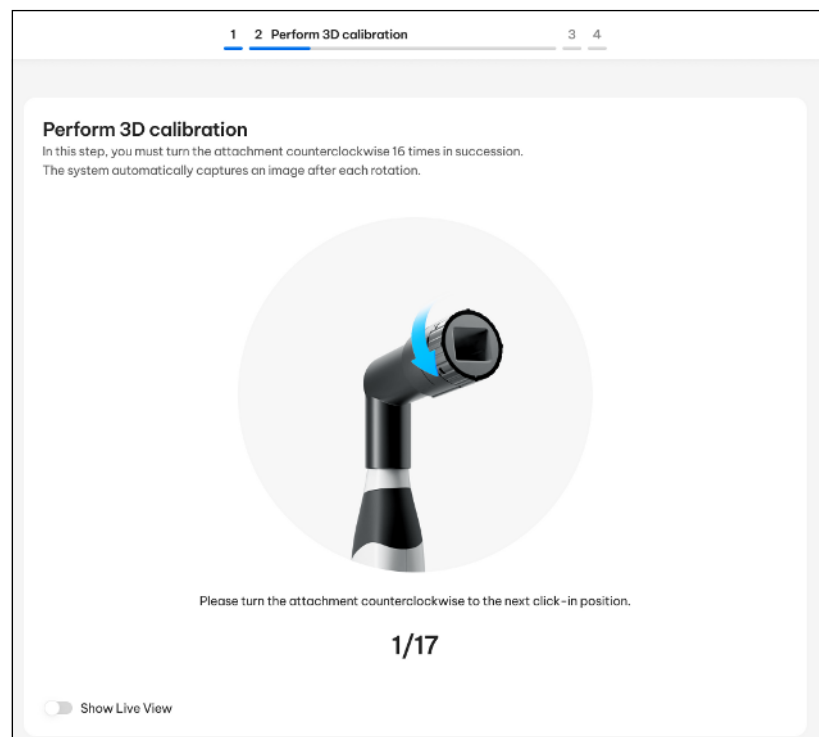 1 2 Perform 3D calibration 3 4
Perform 3D calibration
In this step, you must turn the attachment counterclockwise 16 times in succession.
The system automatically captures an image after each rotation.
Please turn the attachment counterclockwise to the next click-in position.
1/17
Show Live View